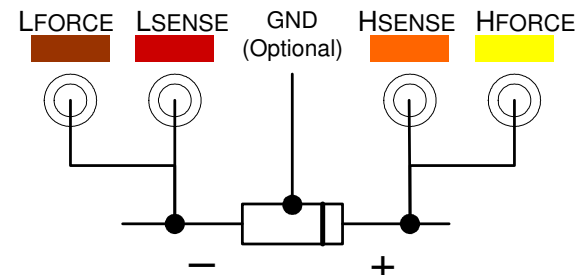 LFORCE LSENSE GND HSENSE HFORCE
(Optional)
− +